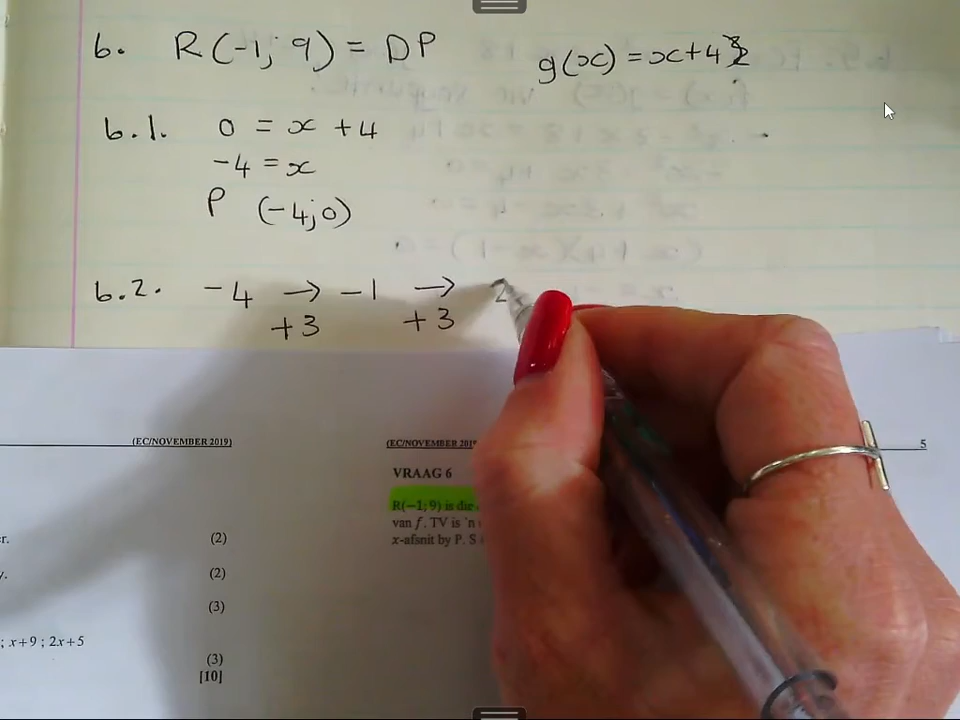 6. R(-1; 9) = DP
g(x) = x+4
6.1. 0 = x + 4
-4 = x
P (-4;0)
6.2. -4 → -1 → 2
+3 +3
(EC/NOVEMBER 2019)
(2)
(2)
(3)
; x+9 ; 2x+5
(3)
[10]
(EC/NOVEMBER 201
5
VRAAG 6
R(−1; 9) is die
van f. TV is 'n
x-afsnit by P. S